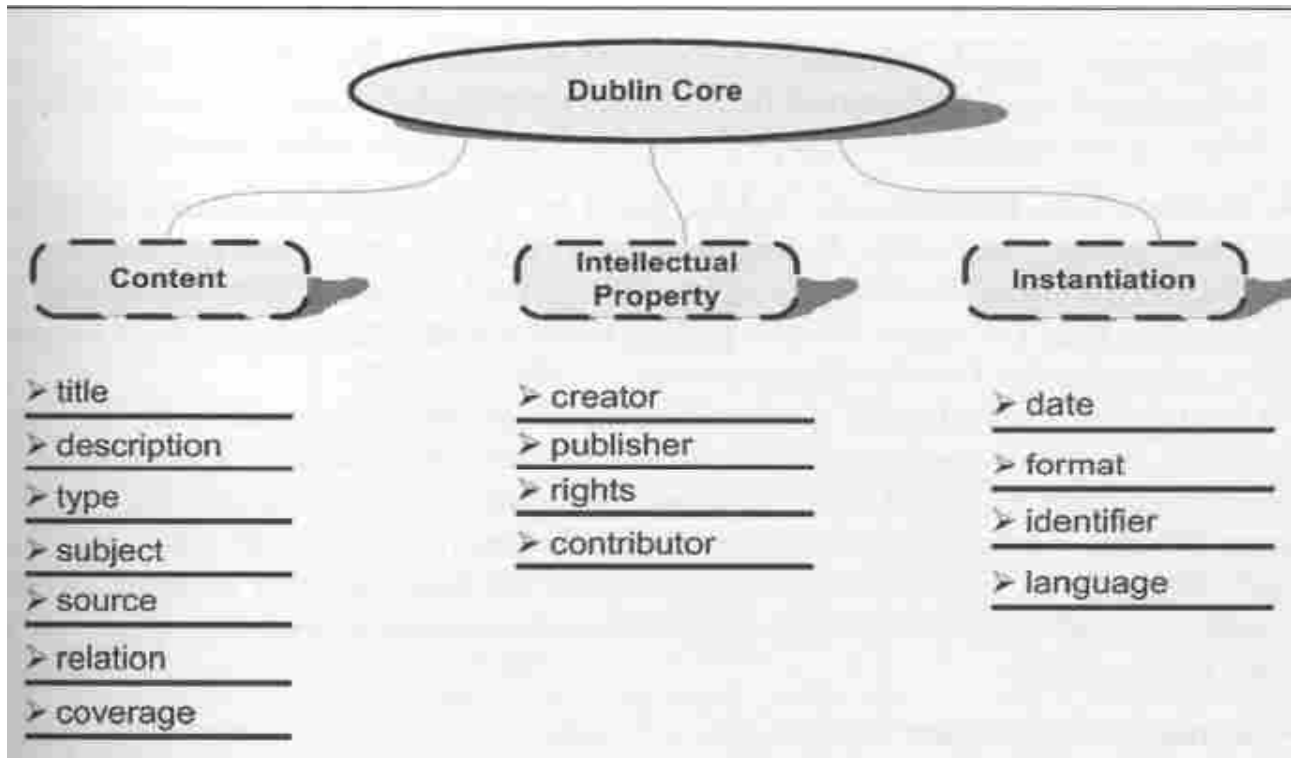 Dublin Core
Content
Intellectual
Property
Instantiation
➢ title
➢ description
➢ type
➢ subject
➢ source
➢ relation
➢ coverage
➢ creator
➢ publisher
➢ rights
➢ contributor
➢ date
➢ format
➢ identifier
➢ language